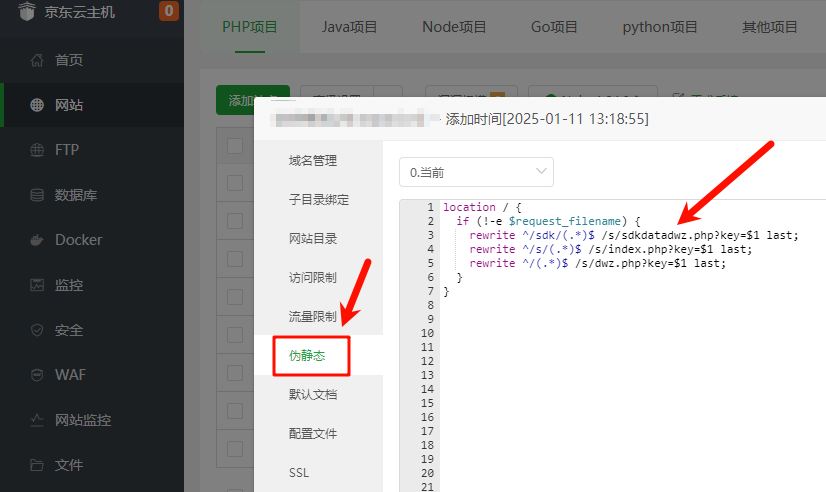 京东云主机
0
PHP项目
Java项目
Node项目
Go项目
python项目
其他项目
首页
网站
FTP
数据库
Docker
监控
安全
WAF
网站监控
文件
添加时间[2025-01-11 13:18:55]
域名管理
子目录绑定
网站目录
访问限制
流量限制
伪静态
默认文档
配置文件
SSL
0.当前
1 location / {
2 if (!-e $request_filename) {
3 rewrite ^/sdk/(.*)$ /s/sdkdatadwz.php?key=$1 last;
4 rewrite ^/s/(.*)$ /s/index.php?key=$1 last;
5 rewrite ^/(.*)$ /s/dwz.php?key=$1 last;
6 }
7 }
8
9
10
11
12
13
14
15
16
17
18
19
20
21